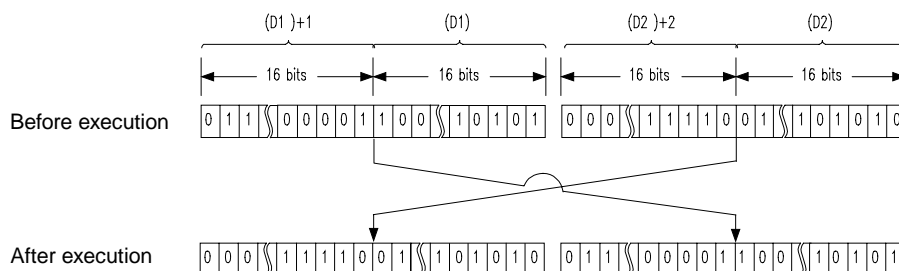 (D1 )+1 (D1) (D2 )+2 (D2)
16 bits 16 bits 16 bits 16 bits
Before execution 0 1 1 0 0 0 0 1 1 0 0 1 0 1 0 1 0 0 0 1 1 1 1 0 0 1 1 0 1 0 1 0
After execution 0 0 0 1 1 1 1 0 0 1 1 0 1 0 1 0 0 1 1 0 0 0 0 1 1 0 0 1 0 1 0 1